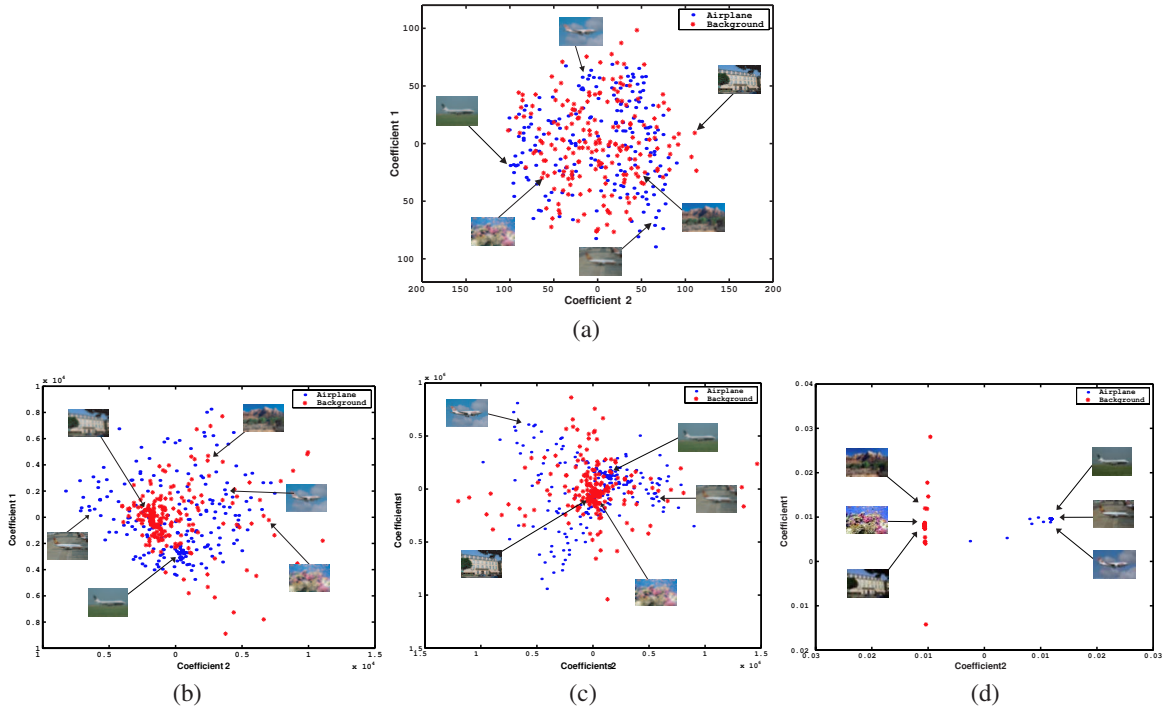 Airplane
Background
100
50
0
50
100
Coefficient 1
200 150 100 50 0 50 100 150 200
Coefficient 2
(a)
x 10^4
1
0.8
0.6
0.4
0.2
0
0.2
0.4
0.6
0.8
1
Coefficient 1
Airplane
Background
1 0.5 0 0.5 1 1.5
x 10^4
Coefficient 2
(b)
1
0.5
0
0.5
1
1.5
Coefficients1
Airplane
Background
1.5 1 0.5 0 0.5 1 1.5
x 10^4
Coefficients2
(c)
0.04
0.03
0.02
0.01
0
0.01
0.02
Coefficient1
Airplane
Background
0.03 0.02 0.01 0 0.01 0.02 0.03
Coefficient2
(d)